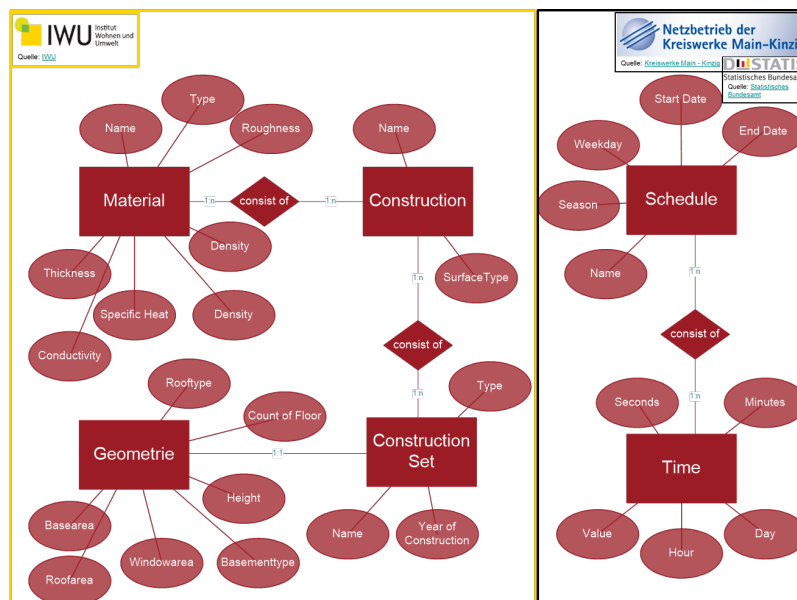 IWU
Institut
Wohnen und
Umwelt
Quelle: IWU
Netzbetrieb der
Kreiswerke Main-Kinzig
Quelle: Kreiswerke Main - Kinzig
DESTATIS
Statistisches Bundesa
Quelle: Statistisches
Bundesamt
Type
Name
Roughness
Name
Material
1:n
consist of
1:n
Construction
Density
Thickness
1:n
SurfaceType
Specific Heat
Density
Conductivity
consist of
Rooftype
1:n
Type
Count of Floor
Geometrie
1:1
Construction
Set
Height
Basearea
Name
Year of
Construction
Windowarea
Basementtype
Roofarea
Start Date
End Date
Weekday
Season
Schedule
Name
1:n
consist of
Seconds
1:n
Minutes
Time
Value
Day
Hour